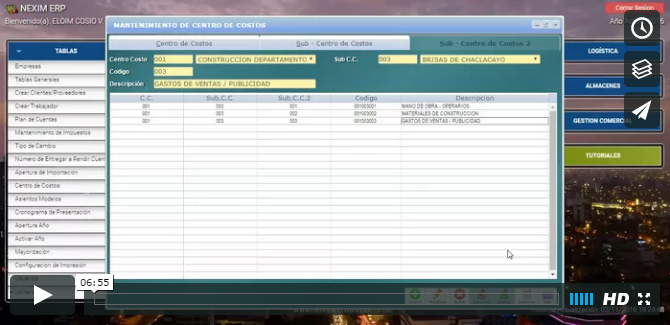 NEXIM ERP
Cerrar Sesion
Bienvenido(a): ELOIM COSIO V.
MANTENIMIENTO DE CENTRO DE COSTOS
Centro de Costos
Sub - Centro de Costos
Sub - Centro de Costos 2
Centro Costo 001 CONSTRUCCION DEPARTAMENTO Sub C.C. 003 BRISAS DE CHACLACAYO
Codigo 003
Descripción GASTOS DE VENTAS / PUBLICIDAD
C.C. Sub.C.C. Sub.C.C.2 Codigo Descripcion
001 003 001 001003001 MANO DE OBRA - OPERARIOS
001 003 002 001003002 MATERIALES DE CONSTRUCCION
001 003 003 001003003 GASTOS DE VENTAS / PUBLICIDAD
TABLAS
Empresas
Tablas Generales
Crear Clientes/Proveedores
Crear Trabajador
Plan de Cuentas
Mantenimiento de Impuestos
Tipo de Cambio
Número de Entregar a Rendir Cuen
Apertura de Importación
Centro de Costos
Asientos Modelos
Cronograma de Presentación
Apertura Año
Activar Año
Mayorización
Configuracion de Impresión
LOGÍSTICA
ALMACENES
GESTION COMERCIAL
TUTORIALES
06:55
HD